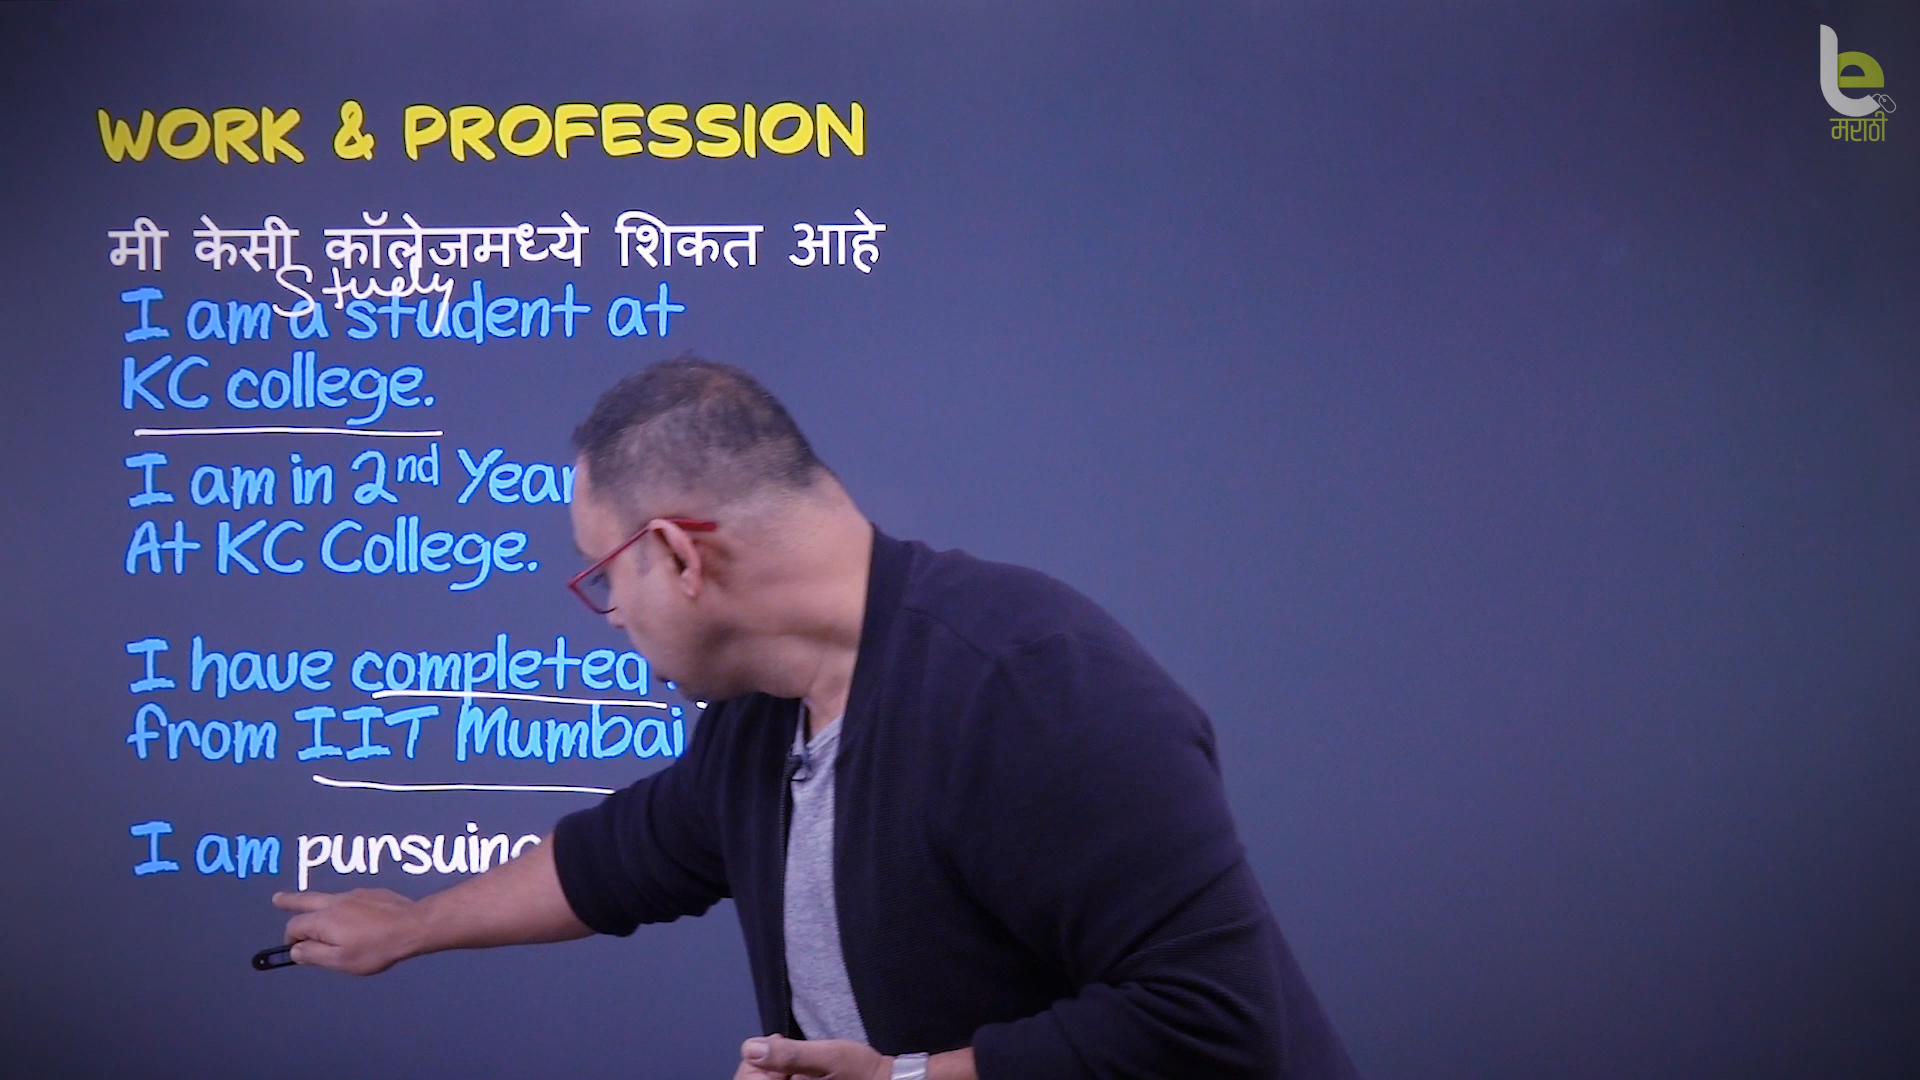 WORK & PROFESSION
मी केसी कॉलेजमध्ये शिकत आहे
Study
I am a student at
KC college.
I am in 2nd Year
At KC College.
I have completed
from IIT Mumbai
I am pursuing
मराठी